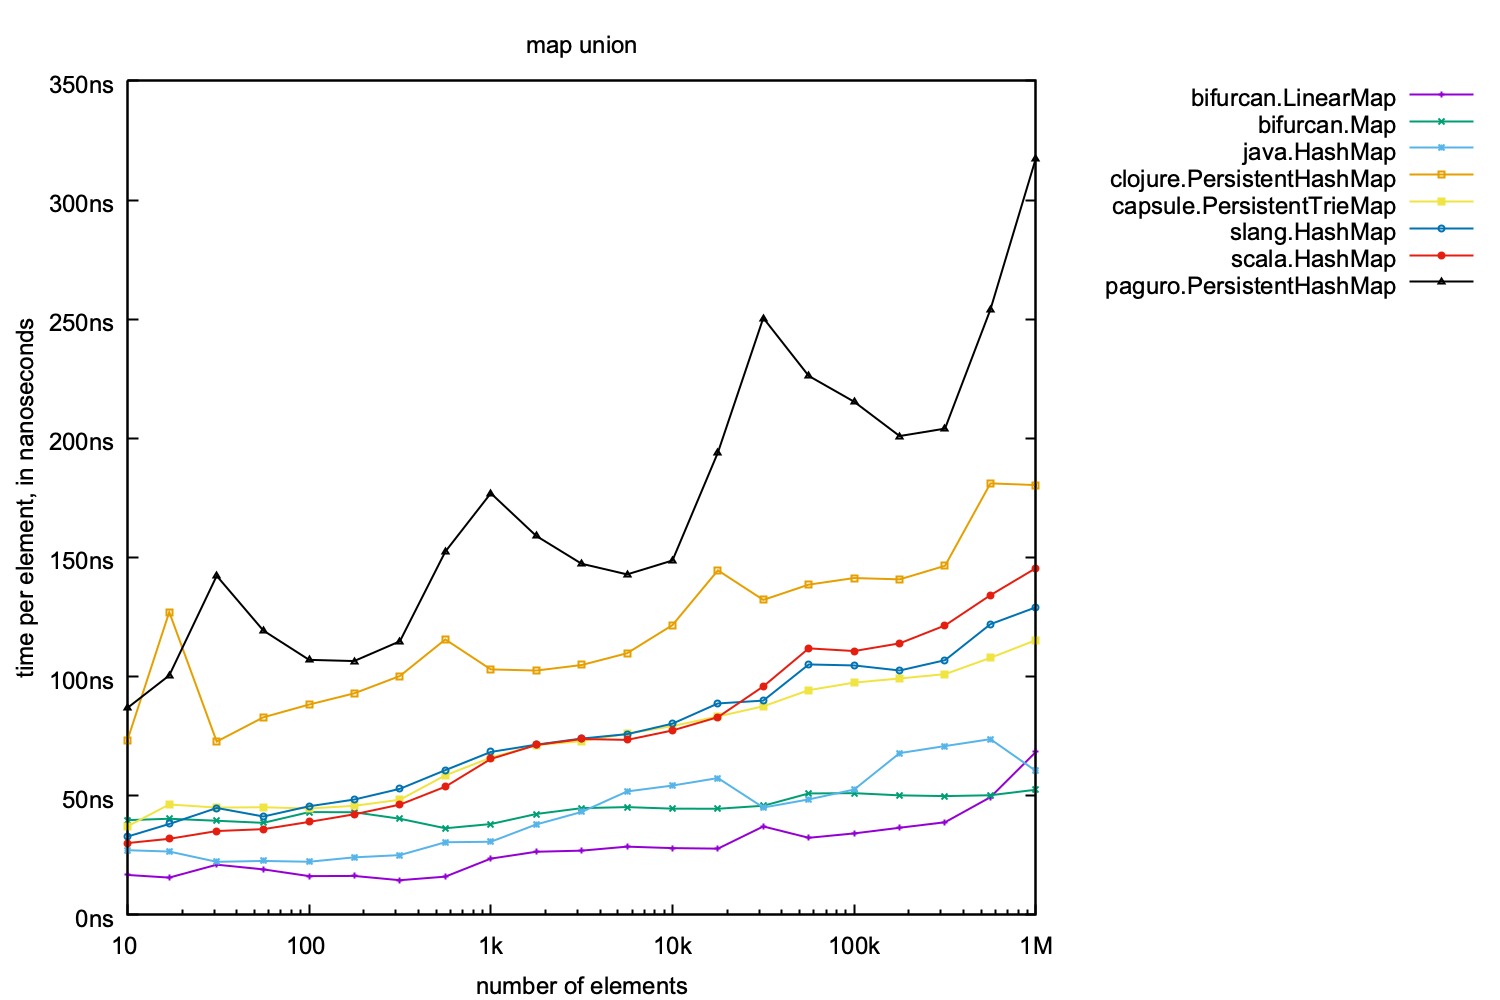 map union
350ns
300ns
250ns
200ns
150ns
100ns
50ns
0ns
time per element, in nanoseconds
10 100 1k 10k 100k 1M
number of elements
bifurcan.LinearMap
bifurcan.Map
java.HashMap
clojure.PersistentHashMap
capsule.PersistentTrieMap
slang.HashMap
scala.HashMap
paguro.PersistentHashMap